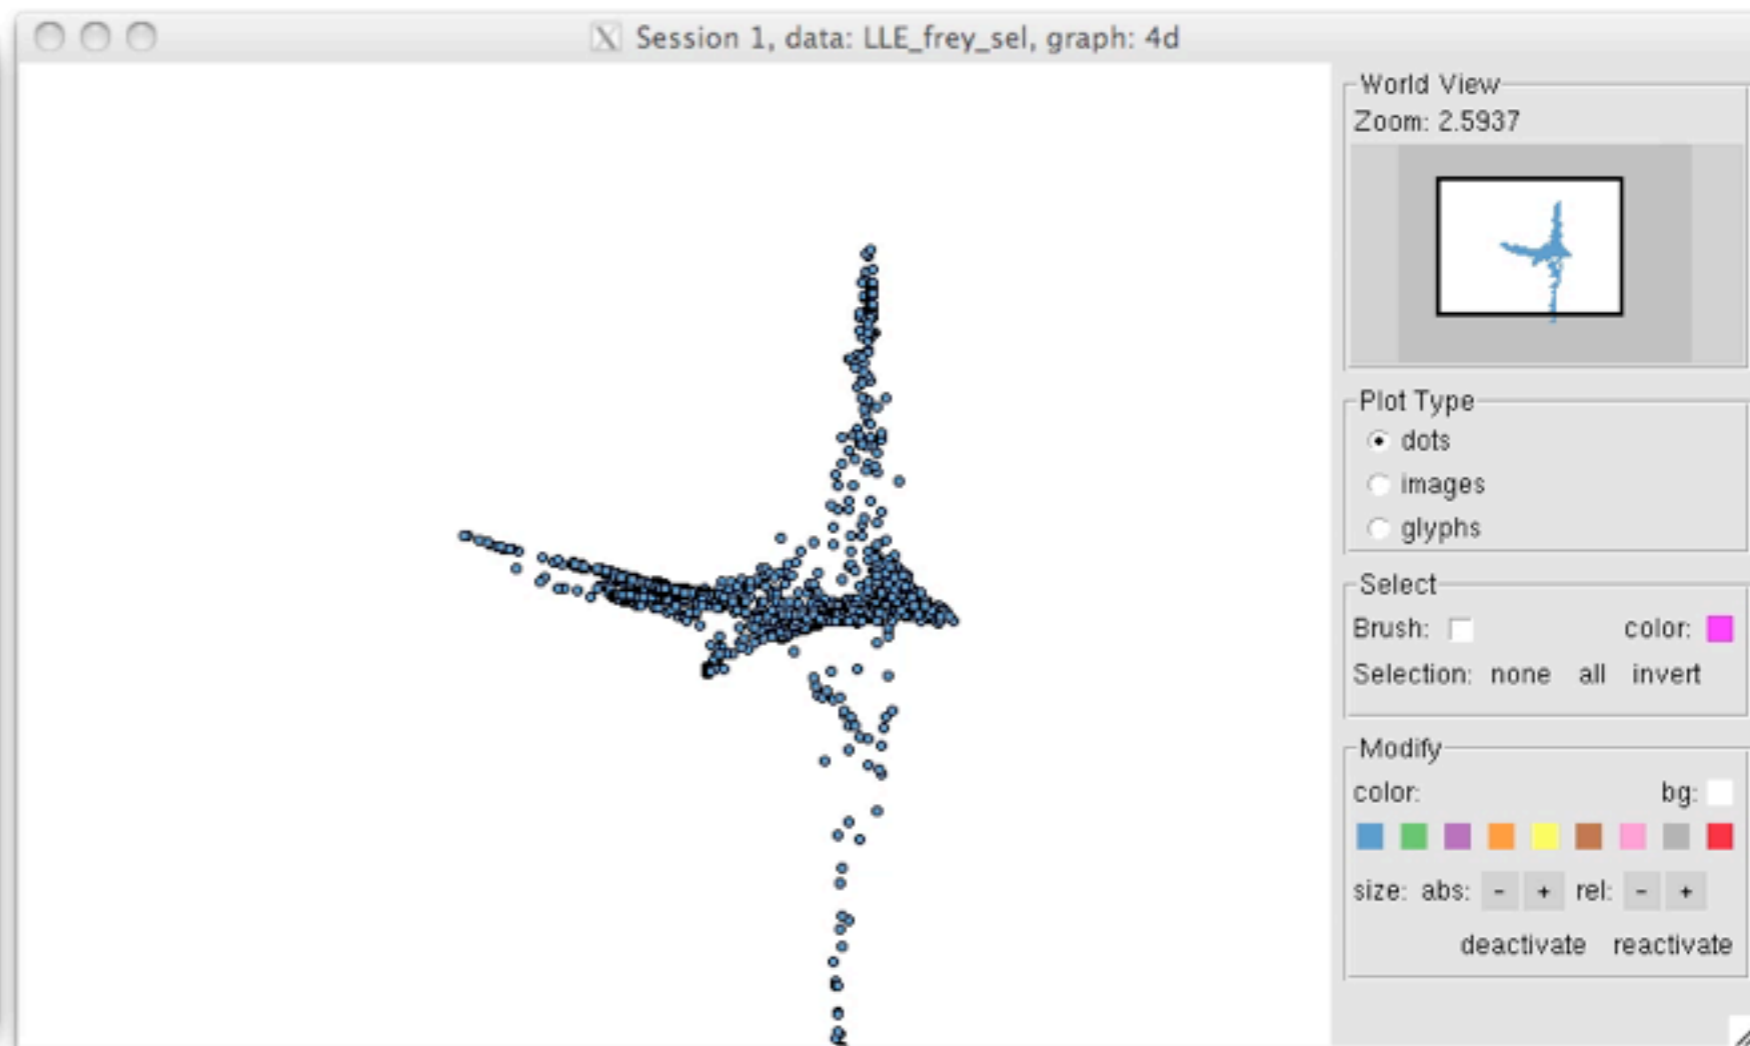 Session 1, data: LLE_frey_sel, graph: 4d
World View
Zoom: 2.5937
Plot Type
dots
images
glyphs
Select
Brush: color:
Selection: none all invert
Modify
color: bg:
size: abs: - + rel: - +
deactivate reactivate